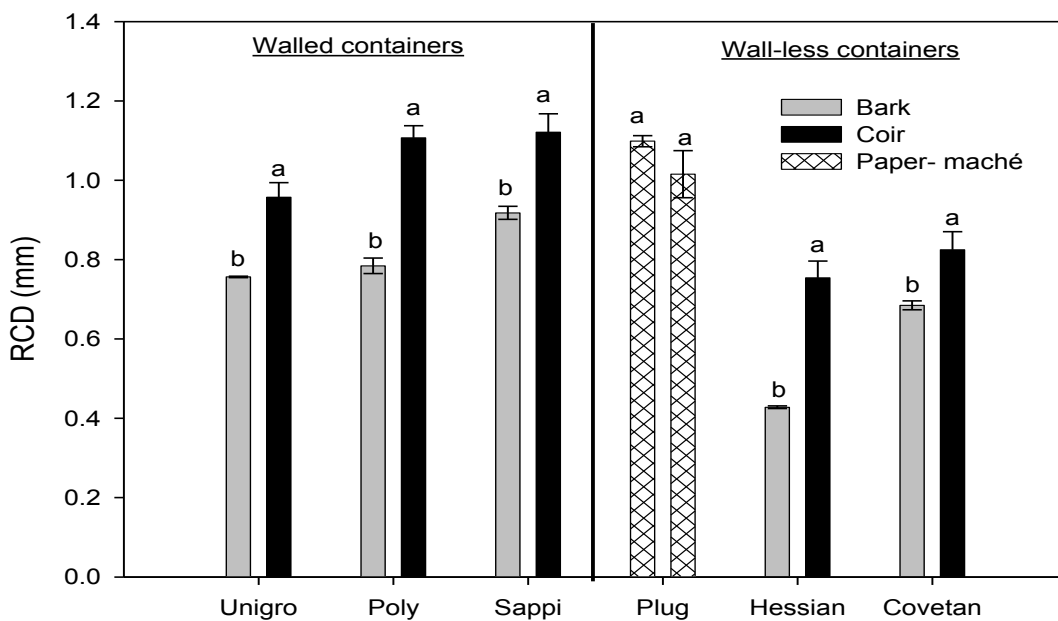 1.4
Walled containers
Wall-less containers
1.2
a
a
a
a
Bark
Coir
Paper- maché
1.0
a
b
a
a
0.8
b
b
b
0.6
RCD (mm)
0.4
b
0.2
0.0
Unigro Poly Sappi Plug Hessian Covetan